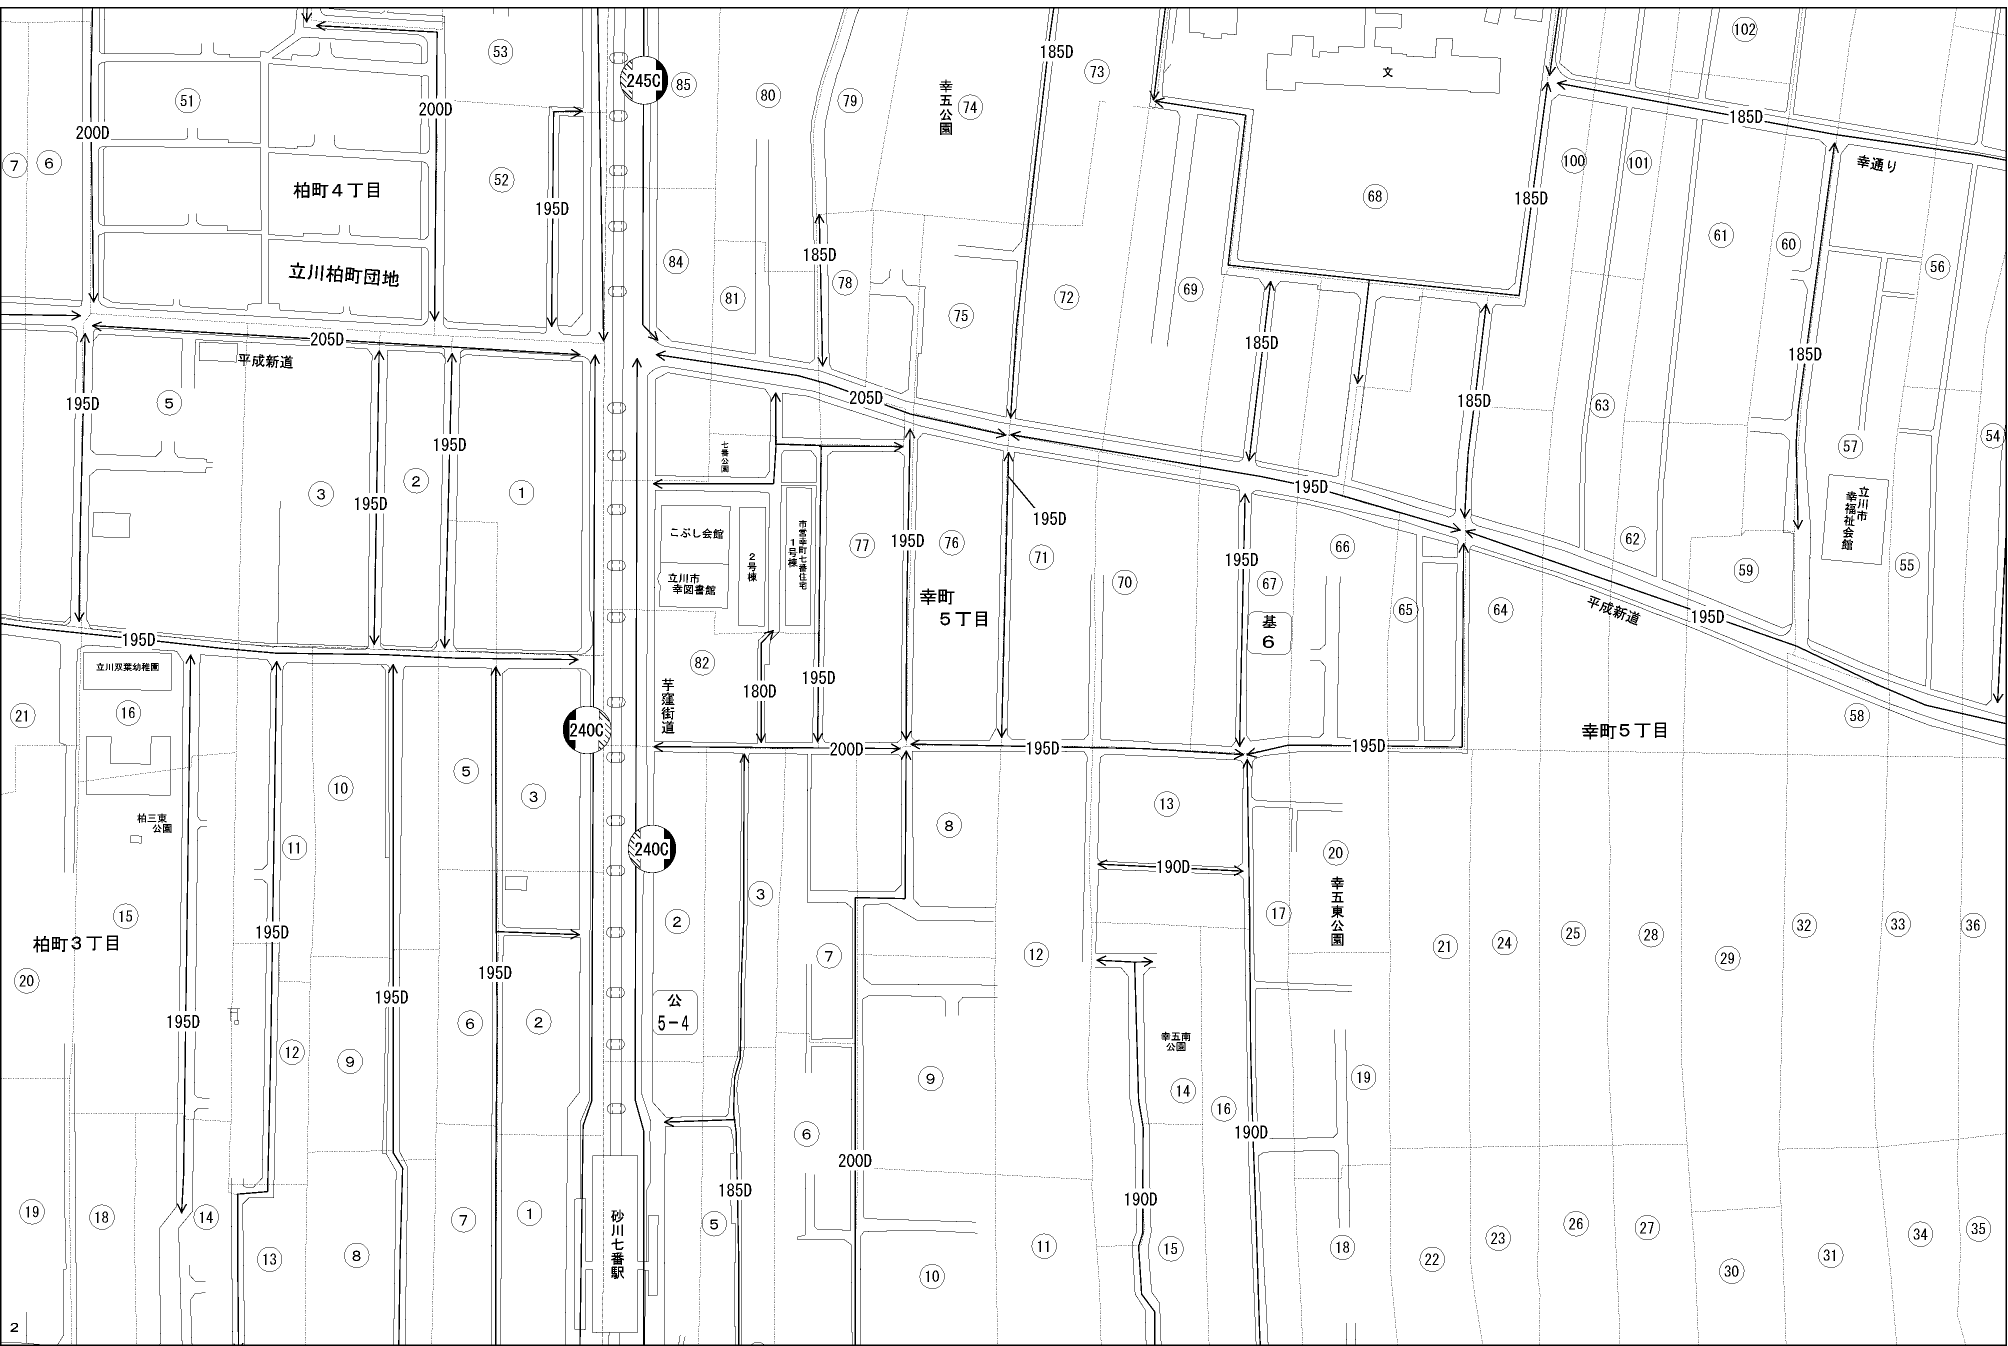 53
245C
85
80
79
幸五公園
74
185D
73
文
102
51
200D
200D
185D
幸通り
7
6
52
柏町4丁目
195D
100
101
68
185D
61
60
84
185D
78
81
75
72
69
56
立川柏町団地
205D
平成新道
195D
5
205D
185D
185D
185D
63
54
57
195D
2
1
3
195D
七番公園
195D
195D
立川市
幸福祉会館
こぶし会館
立川市
幸図書館
2号棟
市営幸町七番住宅
1号棟
77
195D
76
71
70
195D
67
66
65
64
62
59
55
幸町
5丁目
基
6
平成新道
195D
195D
立川双葉幼稚園
82
芋窪街道
180D
195D
21
16
240C
200D
195D
195D
幸町5丁目
58
10
5
3
13
柏三東
公園
11
240C
8
190D
20
幸五東公園
15
195D
3
2
17
柏町3丁目
20
195D
195D
195D
7
12
21
24
25
28
29
32
33
36
6
2
公
5-4
幸五南
公園
12
9
9
14
16
19
190D
6
200D
185D
190D
19
18
14
13
8
7
1
砂川七番駅
5
10
11
15
18
22
23
26
27
30
31
34
35
2